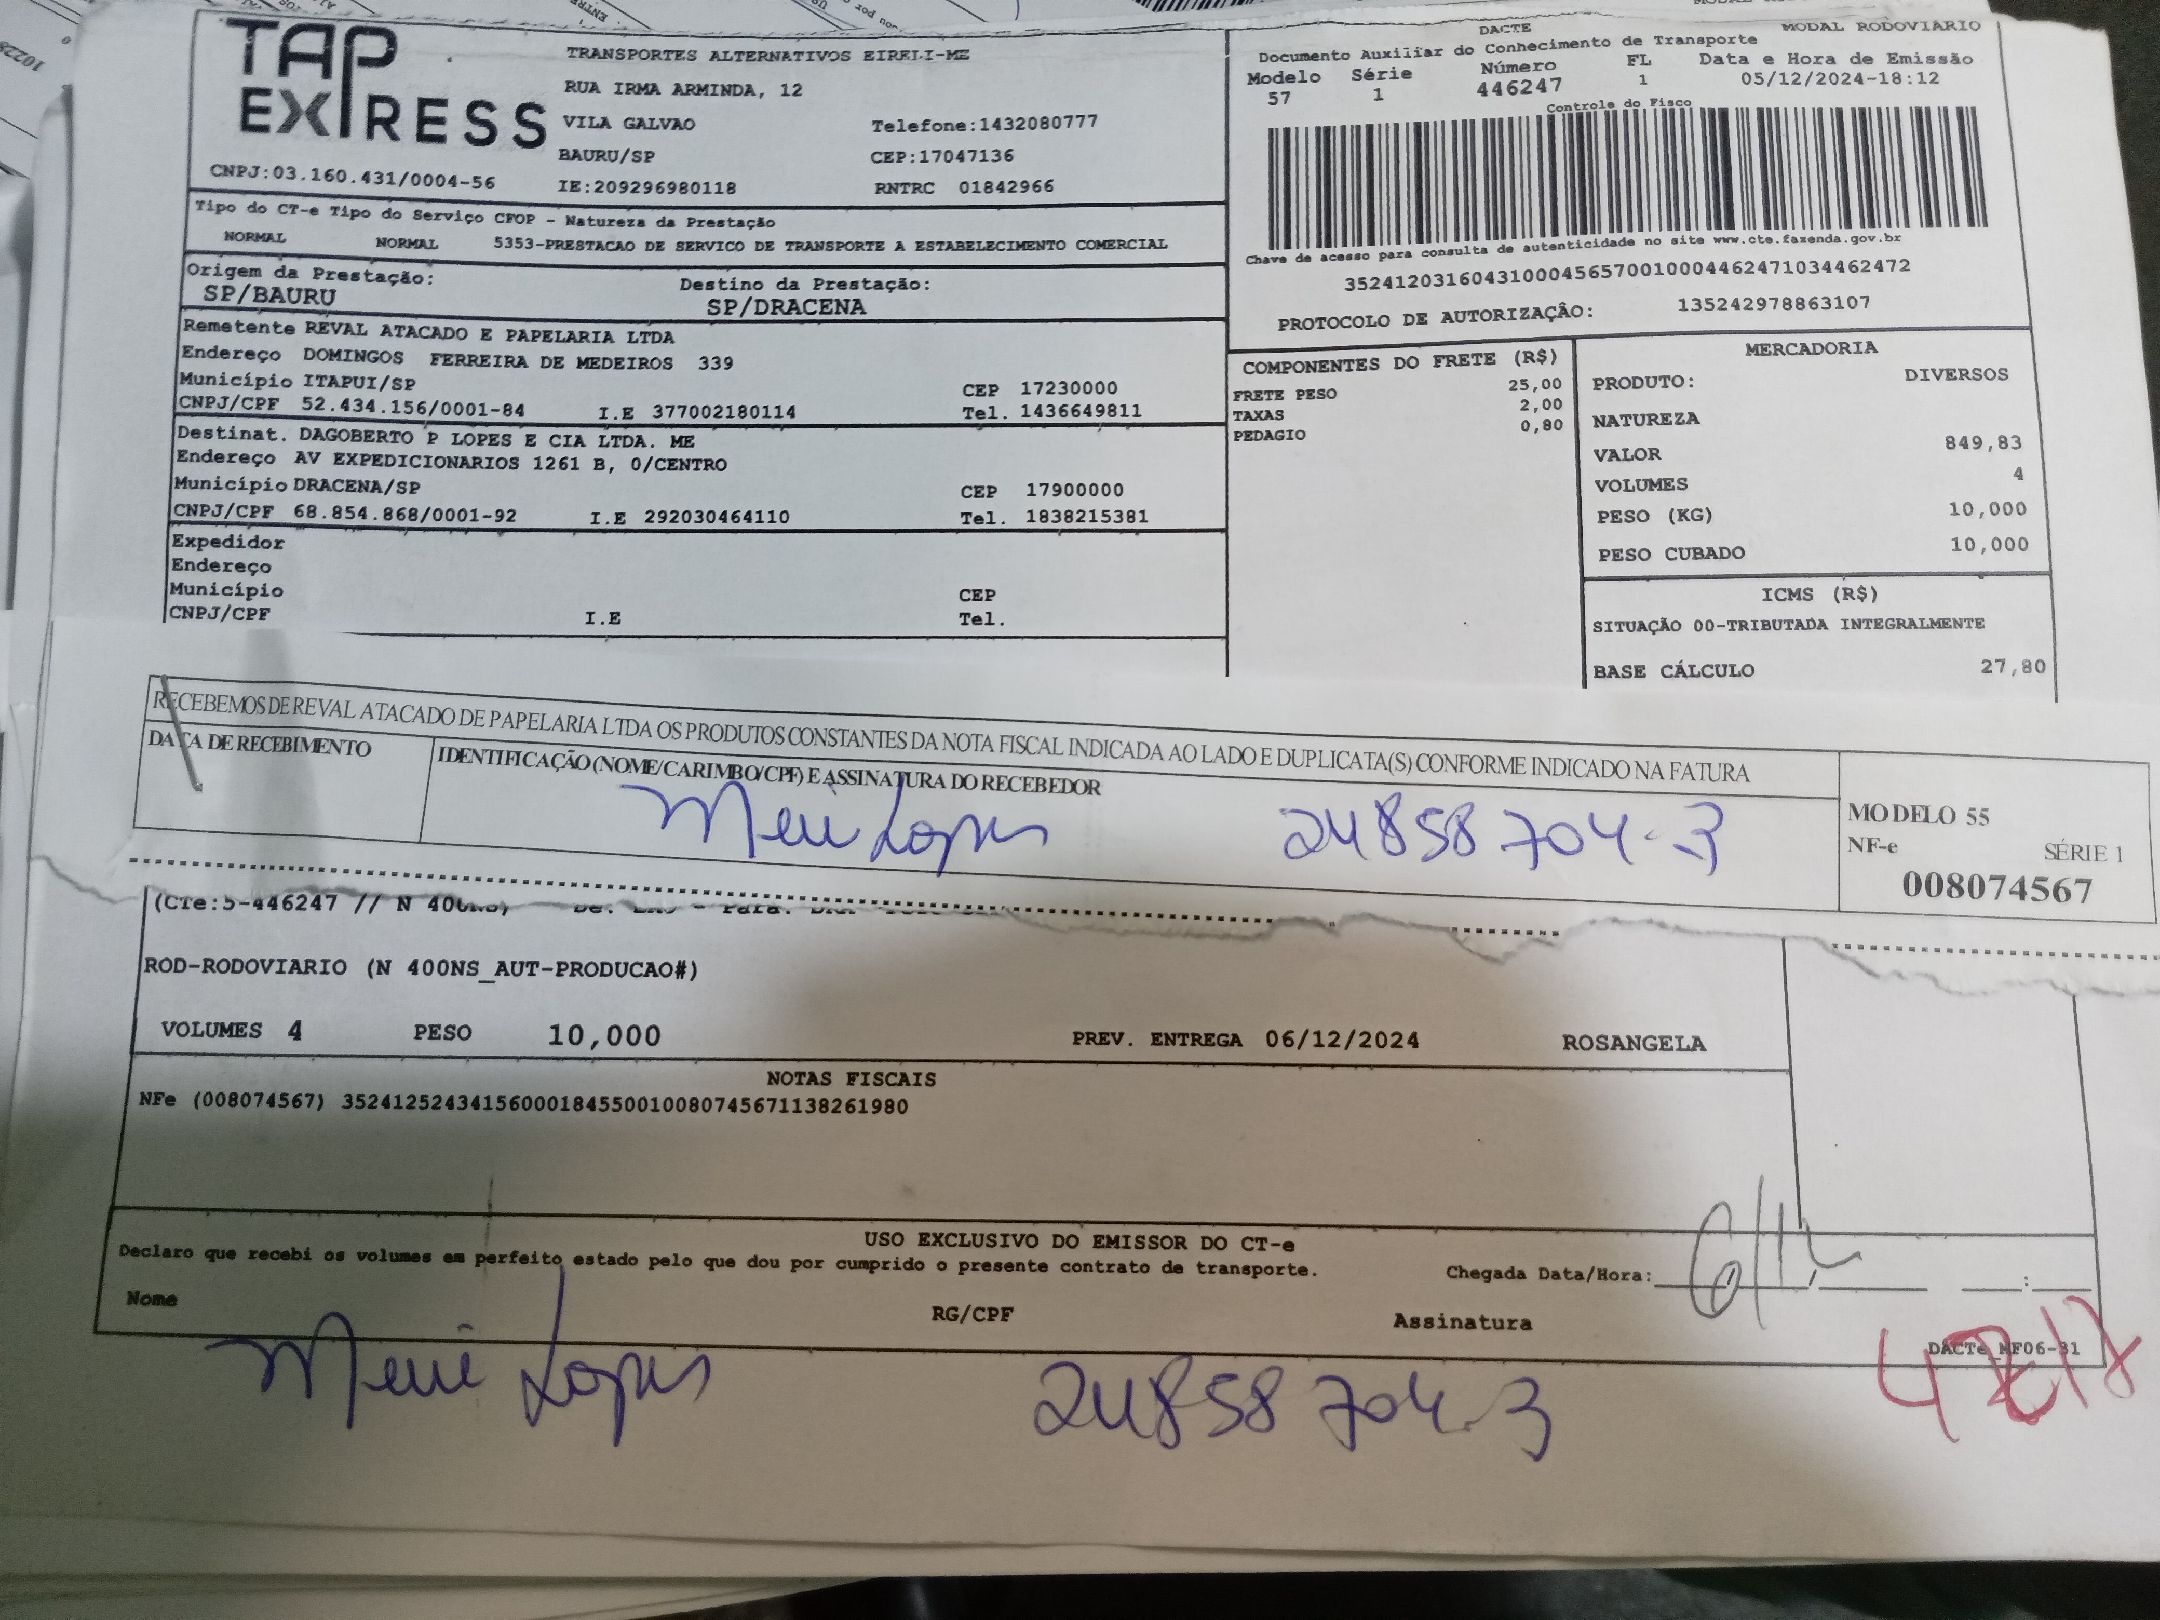 TAP EXPRESS
TRANSPORTES ALTERNATIVOS EIRELI-ME
RUA IRMA ARMINDA, 12
VILA GALVAO Telefone:1432080777
BAURU/SP CEP:17047136
CNPJ:03.160.431/0004-56 IE:209296980118 RNTRC 01842966
DACTE MODAL RODOVIARIO
Documento Auxiliar do Conhecimento de Transporte
Modelo Série Número FL Data e Hora de Emissão
57 1 446247 1 05/12/2024-18:12
Controle do Fisco
Chave de acesso para consulta de autenticidade no site www.cte.fazenda.gov.br
35241203160431000456570010004462471034462472
PROTOCOLO DE AUTORIZAÇÂO: 135242978863107
Tipo do CT-e Tipo do Serviço CFOP - Natureza da Prestação
NORMAL NORMAL 5353-PRESTACAO DE SERVICO DE TRANSPORTE A ESTABELECIMENTO COMERCIAL
Origem da Prestação: Destino da Prestação:
SP/BAURU SP/DRACENA
Remetente REVAL ATACADO E PAPELARIA LTDA
Endereço DOMINGOS FERREIRA DE MEDEIROS 339
Município ITAPUI/SP CEP 17230000
CNPJ/CPF 52.434.156/0001-84 I.E 377002180114 Tel. 1436649811
Destinat. DAGOBERTO P LOPES E CIA LTDA. ME
Endereço AV EXPEDICIONARIOS 1261 B, 0/CENTRO
Município DRACENA/SP CEP 17900000
CNPJ/CPF 68.854.868/0001-92 I.E 292030464110 Tel. 1838215381
Expedidor
Endereço
Município CEP
CNPJ/CPF I.E Tel.
COMPONENTES DO FRETE (R$)
FRETE PESO 25,00
TAXAS 2,00
PEDAGIO 0,80
MERCADORIA
PRODUTO: DIVERSOS
NATUREZA
VALOR 849,83
VOLUMES 4
PESO (KG) 10,000
PESO CUBADO 10,000
ICMS (R$)
SITUAÇÃO 00-TRIBUTADA INTEGRALMENTE
BASE CÁLCULO 27,80
RECEBEMOS DE REVAL ATACADO DE PAPELARIA LTDA OS PRODUTOS CONSTANTES DA NOTA FISCAL INDICADA AO LADO E DUPLICATA(S) CONFORME INDICADO NA FATURA
DATA DE RECEBIMENTO IDENTIFICAÇÃO (NOME/CARIMBO/CPF) E ASSINATURA DO RECEBEDOR
Meii Lopes 24858704-3
MODELO 55
NF-e SÉRIE 1
008074567
(CTe:5-446247 // N 400NS)
ROD-RODOVIARIO (N 400NS_AUT-PRODUCAO#)
VOLUMES 4 PESO 10,000 PREV. ENTREGA 06/12/2024 ROSANGELA
NOTAS FISCAIS
NFe (008074567) 35241252434156000184550010080745671138261980
USO EXCLUSIVO DO EMISSOR DO CT-e
Declaro que recebi os volumes em perfeito estado pelo que dou por cumprido o presente contrato de transporte.
Chegada Data/Hora: 6/12
Nome RG/CPF Assinatura
DACTe_NF06-31
Meii Lopes 24858704-3